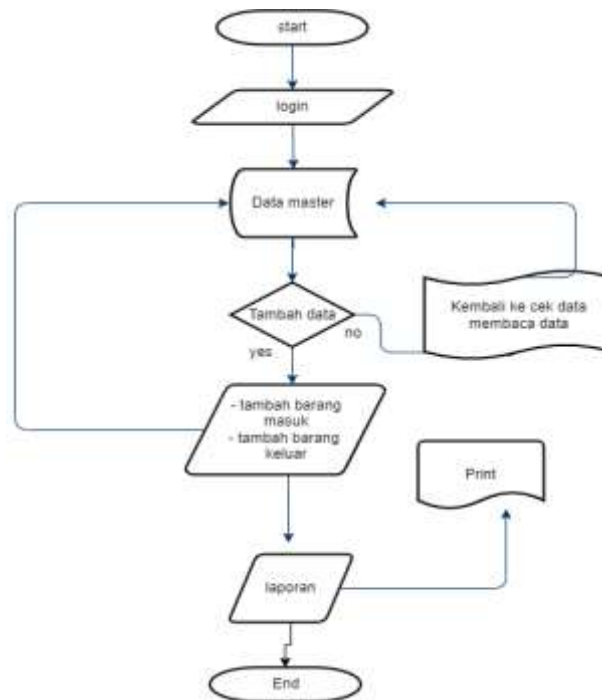 start
login
Data master
Tambah data
no
yes
Kembali ke cek data
membaca data
- tambah barang
masuk
- tambah barang
keluar
Print
laporan
End